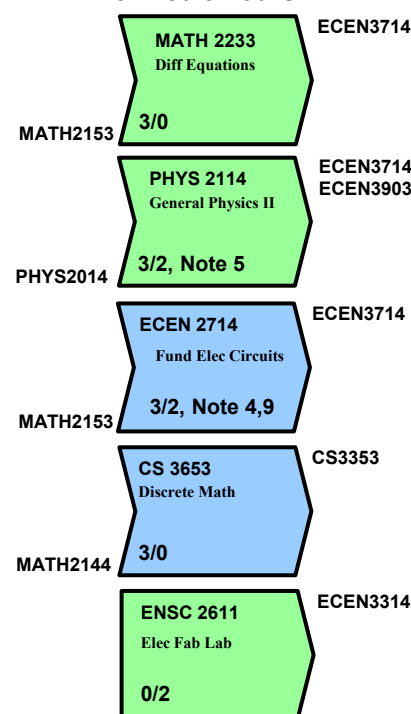 ECEN3714
MATH 2233
Diff Equations
3/0
MATH2153
ECEN3714
ECEN3903
PHYS 2114
General Physics II
3/2, Note 5
PHYS2014
ECEN3714
ECEN 2714
Fund Elec Circuits
3/2, Note 4,9
MATH2153
CS3353
CS 3653
Discrete Math
3/0
MATH2144
ECEN3314
ENSC 2611
Elec Fab Lab
0/2